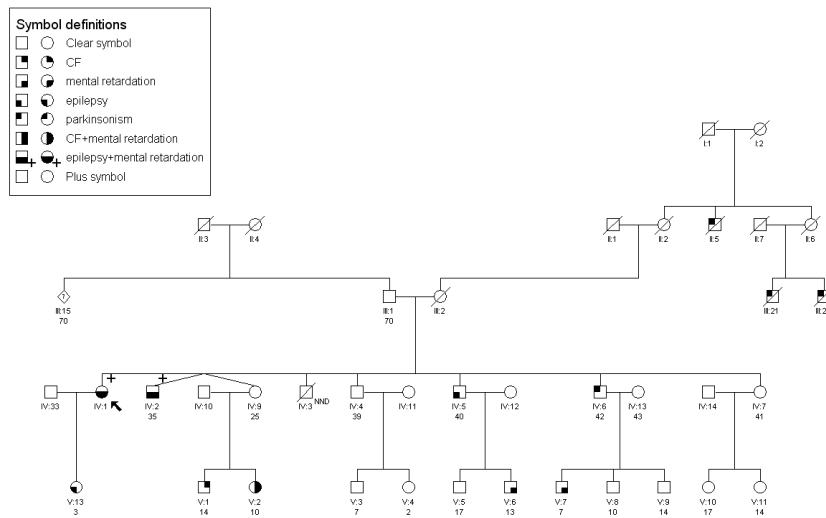 Symbol definitions
Clear symbol
CF
mental retardation
epilepsy
parkinsonism
CF+mental retardation
+ + epilepsy+mental retardation
Plus symbol
I:1 I:2
II:3 II:4 II:1 II:2 II:5 II:7 II:6
?
III:15 III:1 III:2 III:21
70 70
+ +
NND
IV:33 IV:1 IV:2 IV:10 IV:9 IV:3 IV:4 IV:11 IV:5 IV:12 IV:6 IV:13 IV:14 IV:7
35 25 39 40 42 43 41
V:13 V:1 V:2 V:3 V:4 V:5 V:6 V:7 V:8 V:9 V:10 V:11
3 14 10 7 2 17 13 7 10 14 17 14